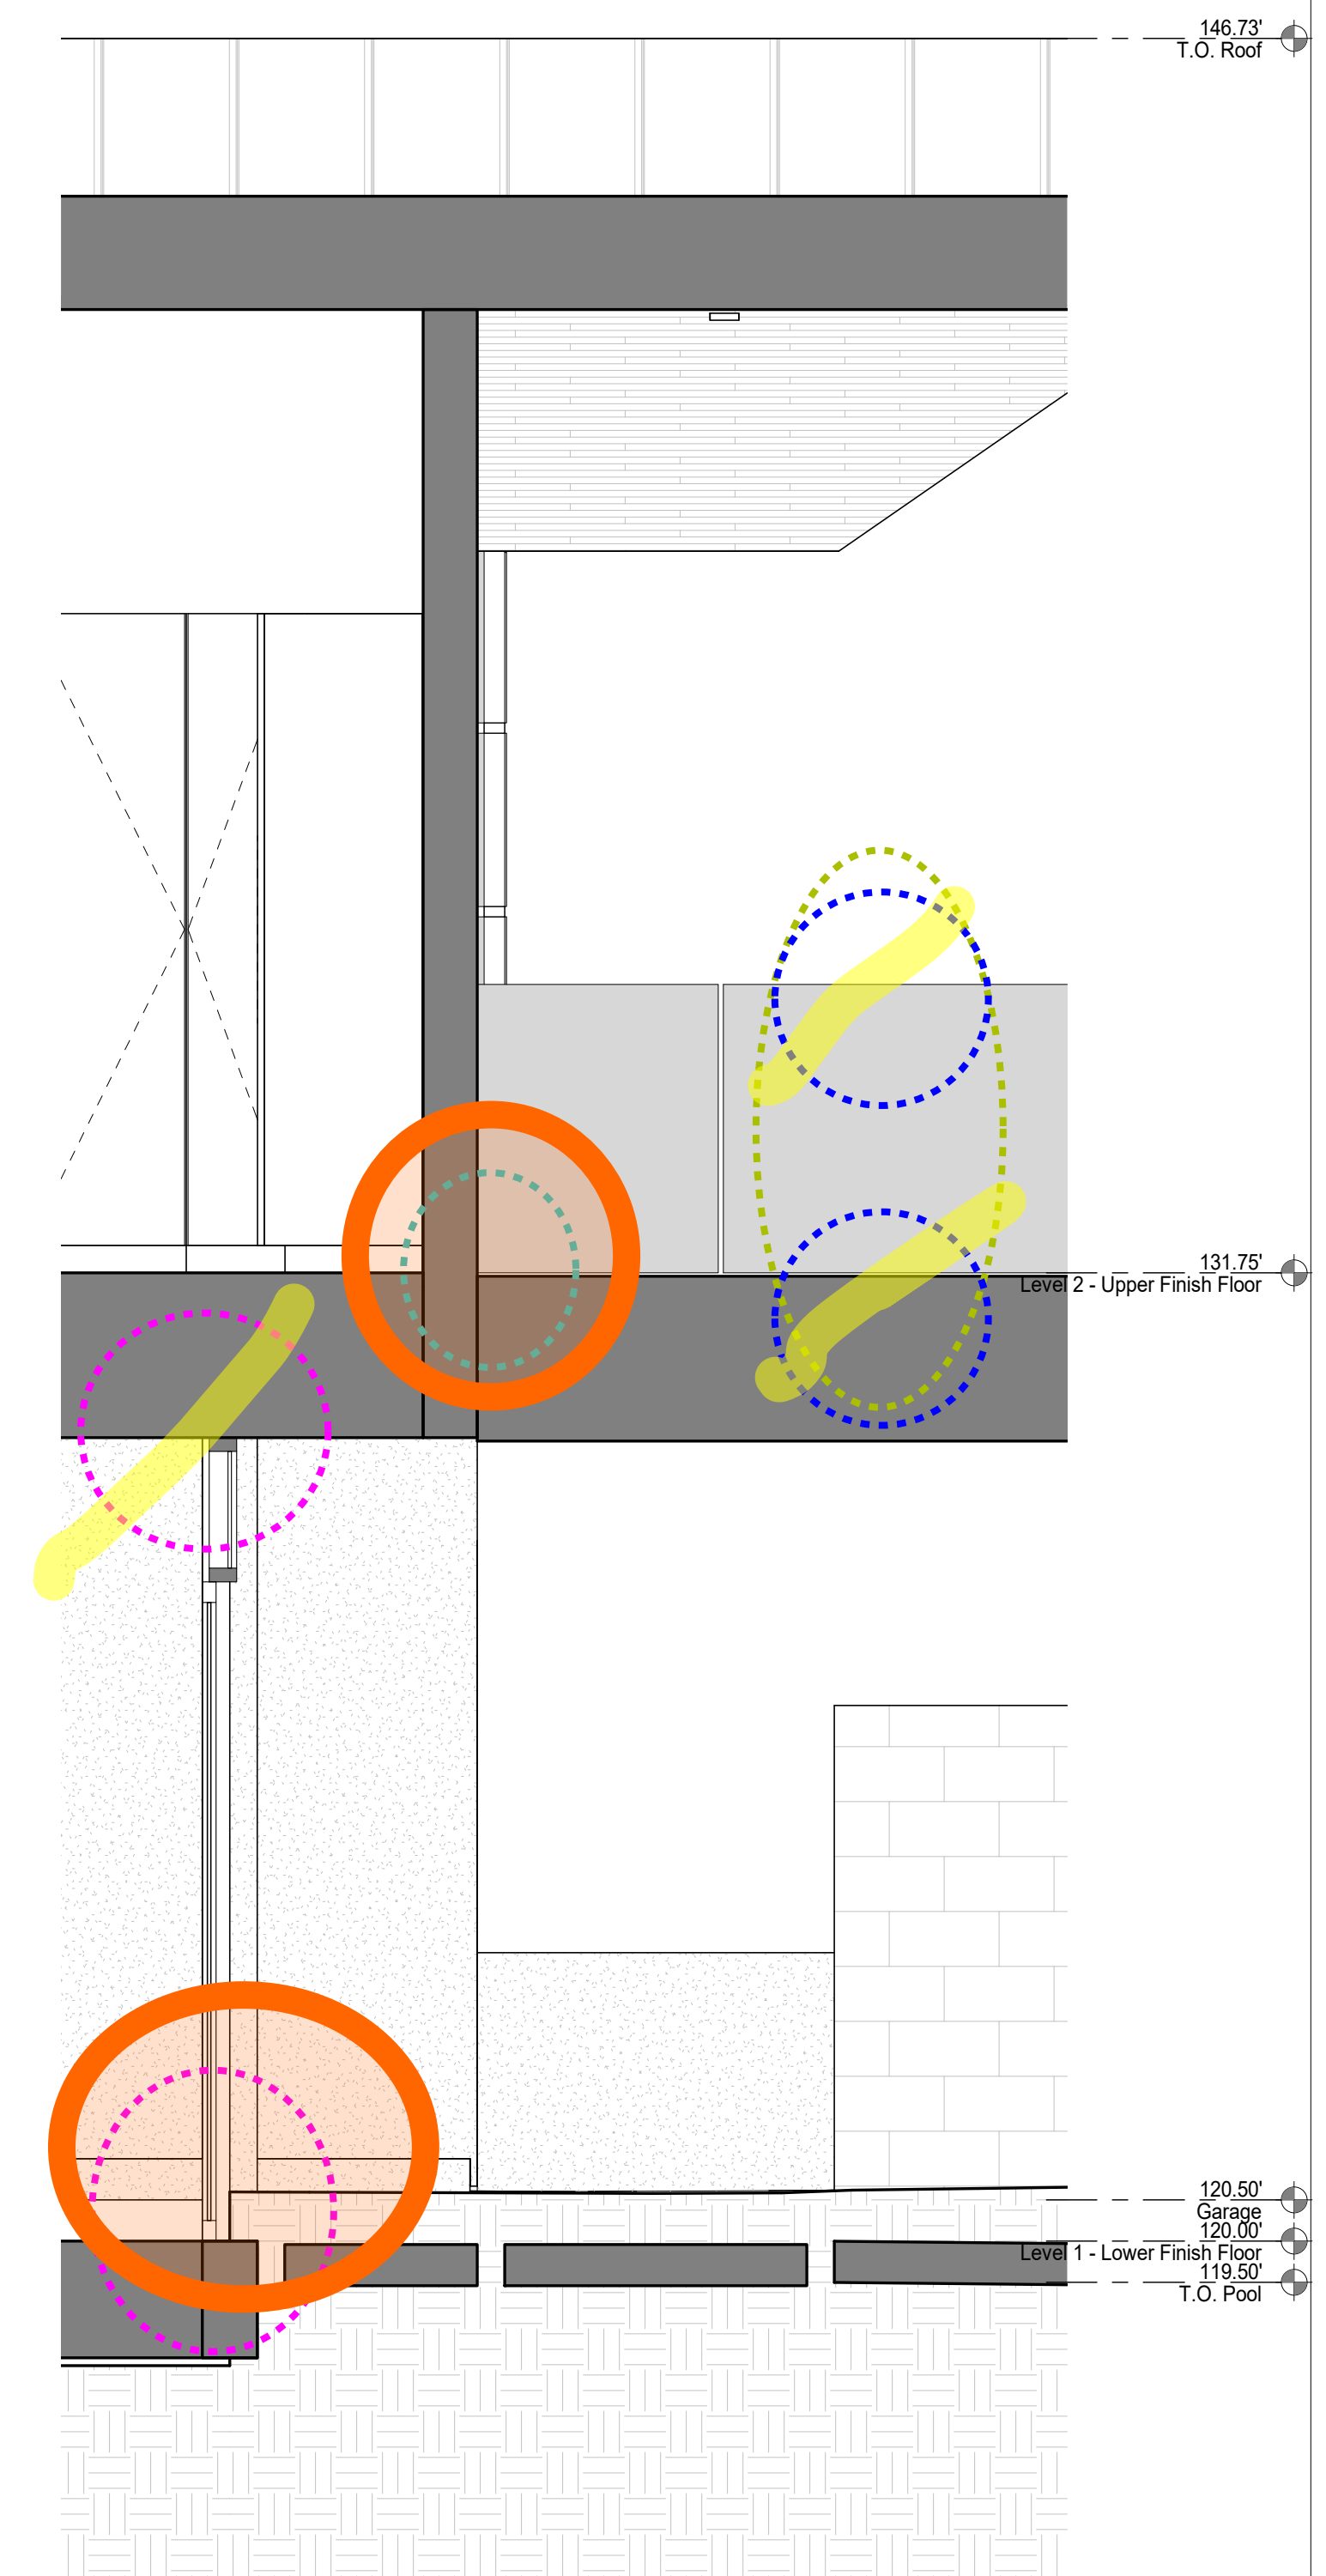 146.73'
T.O. Roof
131.75'
Level 2 - Upper Finish Floor
120.50'
Garage
120.00'
Level 1 - Lower Finish Floor
119.50'
T.O. Pool